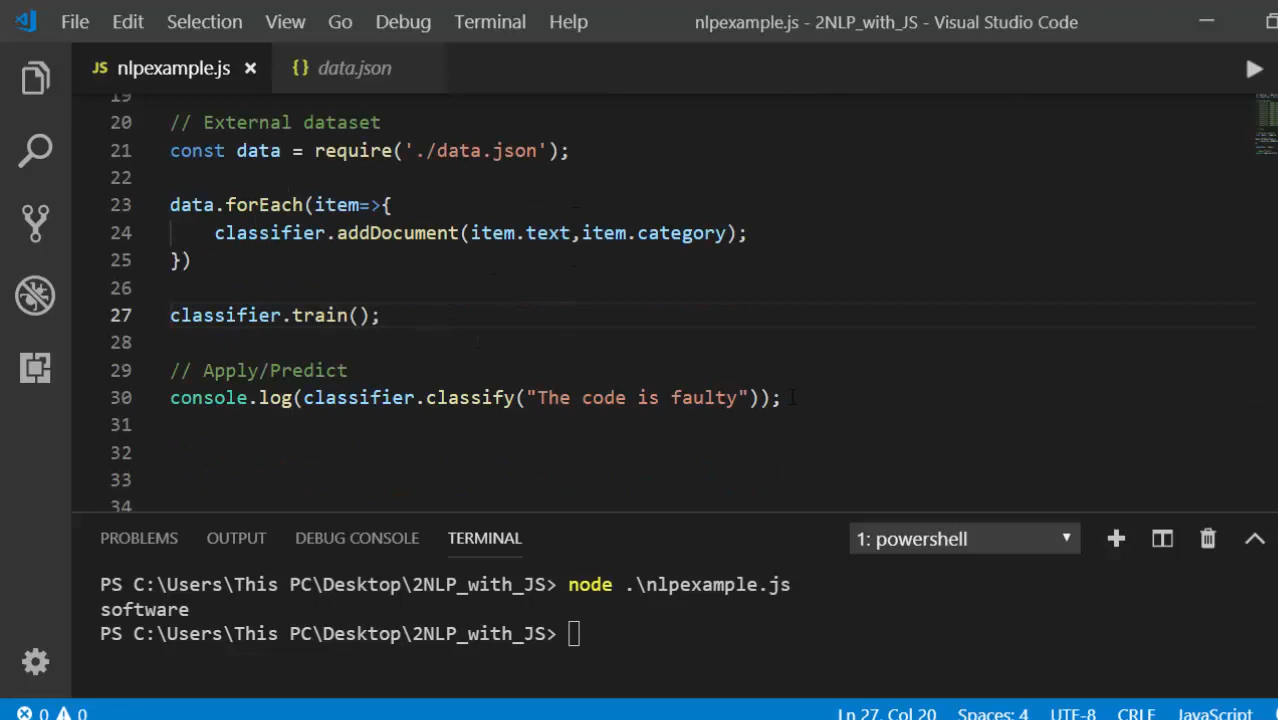 File Edit Selection View Go Debug Terminal Help nlpexample.js - 2NLP_with_JS - Visual Studio Code
JS nlpexample.js × {} data.json
19
20 // External dataset
21 const data = require('./data.json');
22
23 data.forEach(item=>{
24 classifier.addDocument(item.text,item.category);
25 })
26
27 classifier.train();
28
29 // Apply/Predict
30 console.log(classifier.classify("The code is faulty"));
31
32
33
34
PROBLEMS OUTPUT DEBUG CONSOLE TERMINAL 1: powershell
PS C:\Users\This PC\Desktop\2NLP_with_JS> node .\nlpexample.js
software
PS C:\Users\This PC\Desktop\2NLP_with_JS>
0 0 Ln 27, Col 20 Spaces: 4 UTF-8 CRLF JavaScript